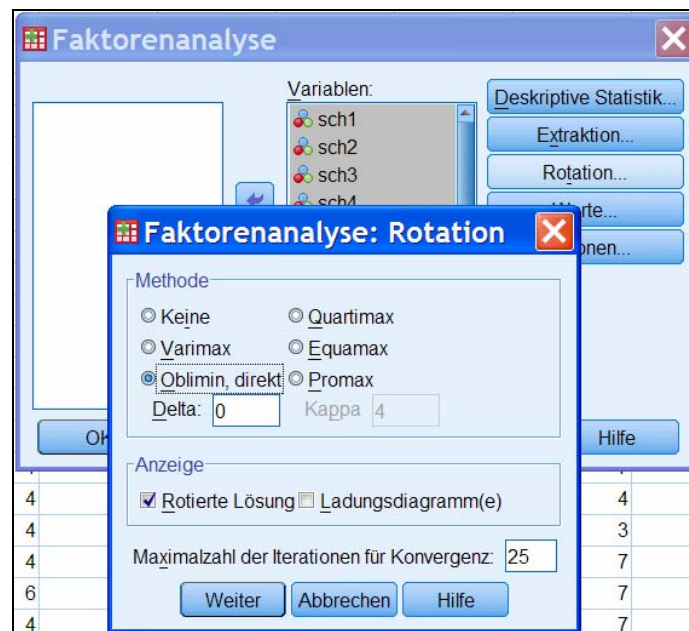 Faktorenanalyse
Variablen:
sch1
sch2
sch3
sch4
Deskriptive Statistik...
Extraktion...
Rotation...
Hilfe
Faktorenanalyse: Rotation
Methode
Keine Quartimax
Varimax Equamax
Oblimin, direkt Promax
Delta: 0 Kappa 4
Anzeige
Rotierte Lösung Ladungsdiagramm(e)
Maximalzahl der Iterationen für Konvergenz: 25
Weiter Abbrechen Hilfe
4 4
4 3
4 7
6 7
4 7